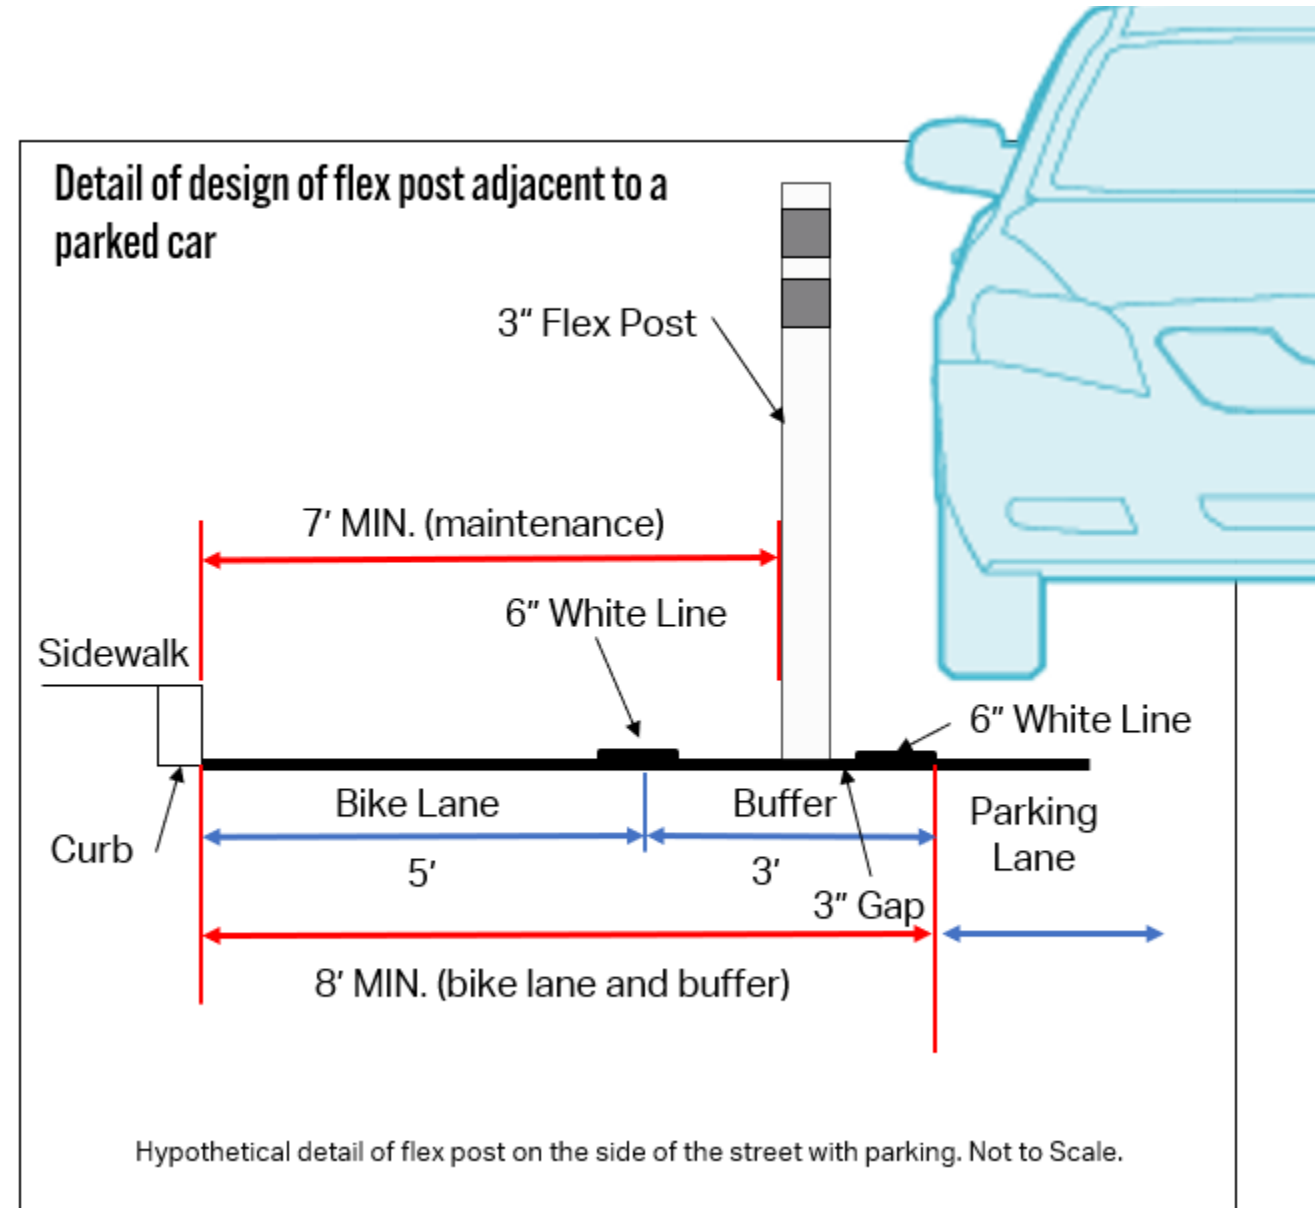 Detail of design of flex post adjacent to a
parked car
3“ Flex Post
7′ MIN. (maintenance)
6″ White Line
Sidewalk
6″ White Line
Bike Lane
Buffer
Parking
Lane
Curb
5′
3′
3″ Gap
8′ MIN. (bike lane and buffer)
Hypothetical detail of flex post on the side of the street with parking. Not to Scale.